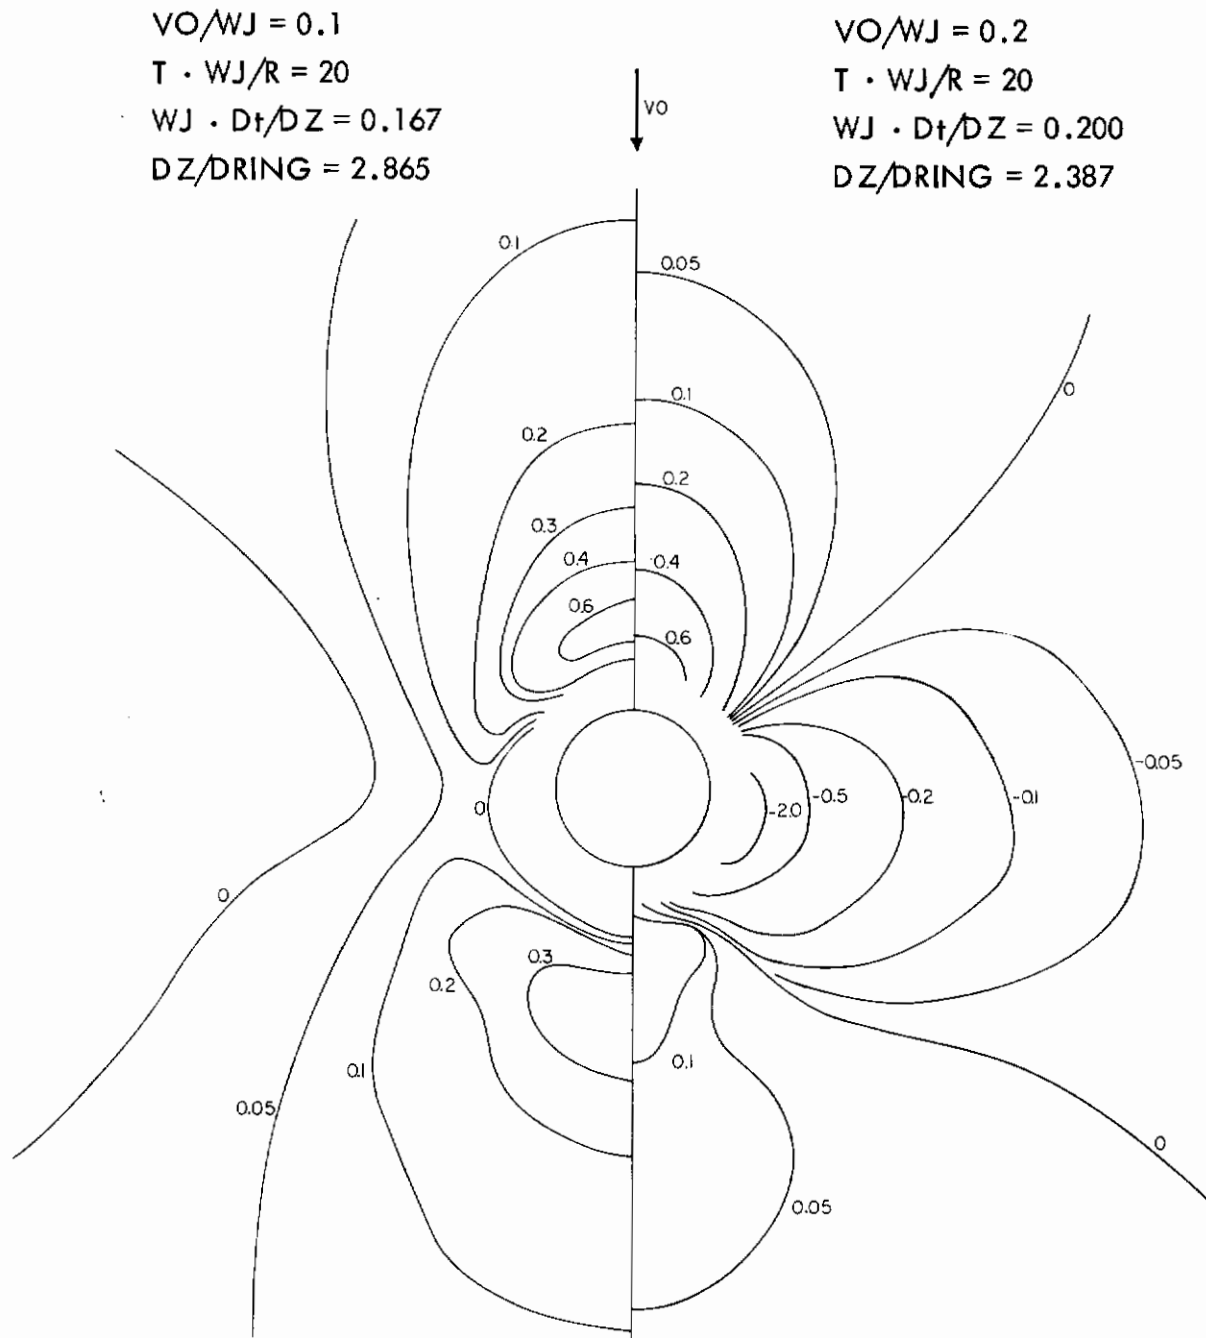 VO/WJ = 0.1
T · WJ/R = 20
WJ · Dt/DZ = 0.167
DZ/DRING = 2.865
VO/WJ = 0.2
T · WJ/R = 20
WJ · Dt/DZ = 0.200
DZ/DRING = 2.387
VO
0.1
0.05
0
0.1
0.2
0.2
0.3
0.4
0.4
0.6
0.6
-0.05
0
-2.0
-0.5
-0.2
-0.1
0
0.3
0.2
0.1
0.1
0.05
0
0.05